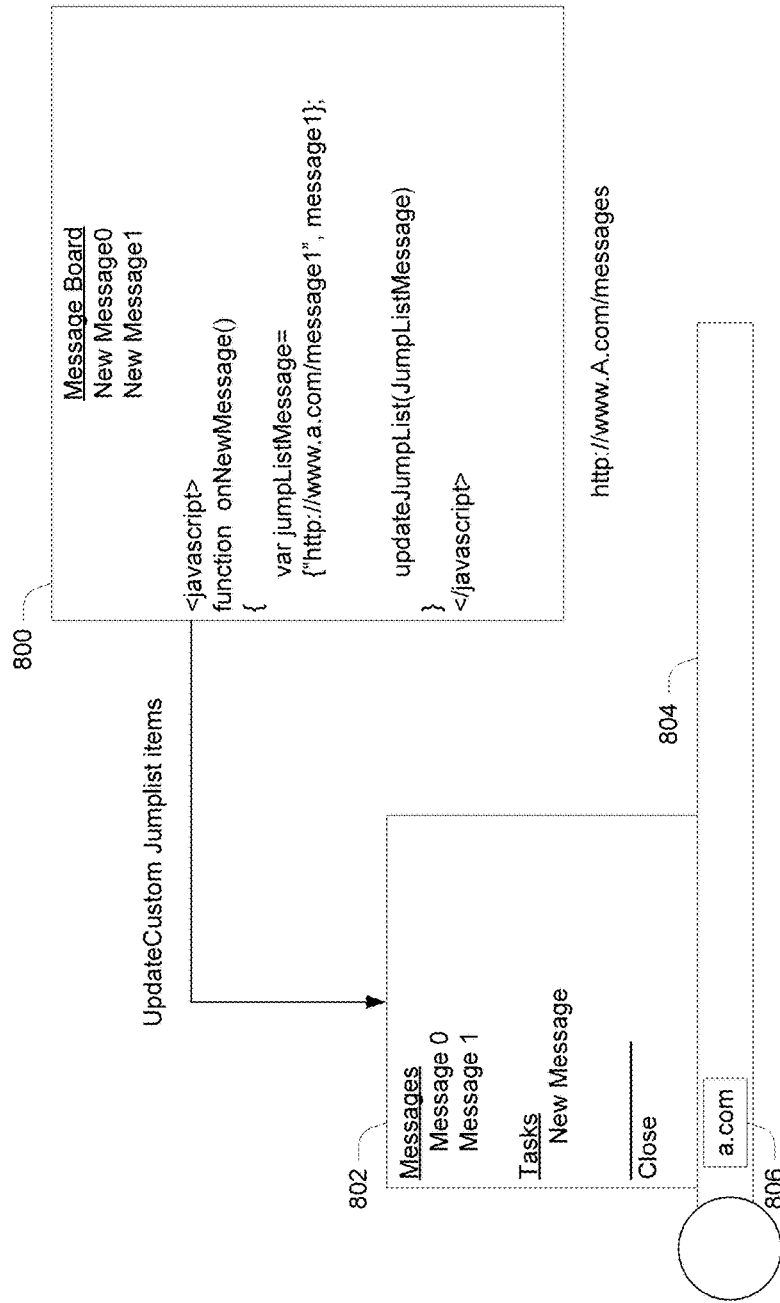 800
Message Board
New Message0
New Message1
<javascript>
function onNewMessage()
{
var jumpListMessage=
{"http://www.a.com/message1", message1};
updateJumpList(JumpListMessage)
}
</javascript>
http://www.A.com/messages
UpdateCustom Jumplist items
802
Messages
Message 0
Message 1
Tasks
New Message
Close
804
a.com
806